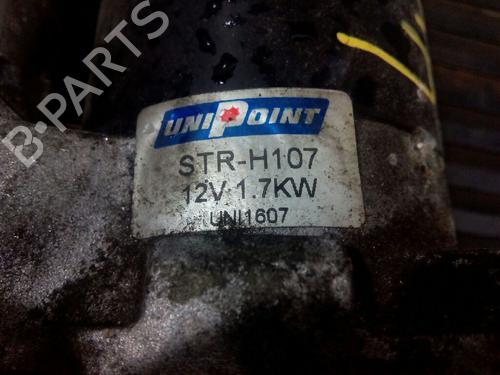 B-PARTS
UNIPOINT
STR-H107
12V 1.7KW
UNI1607